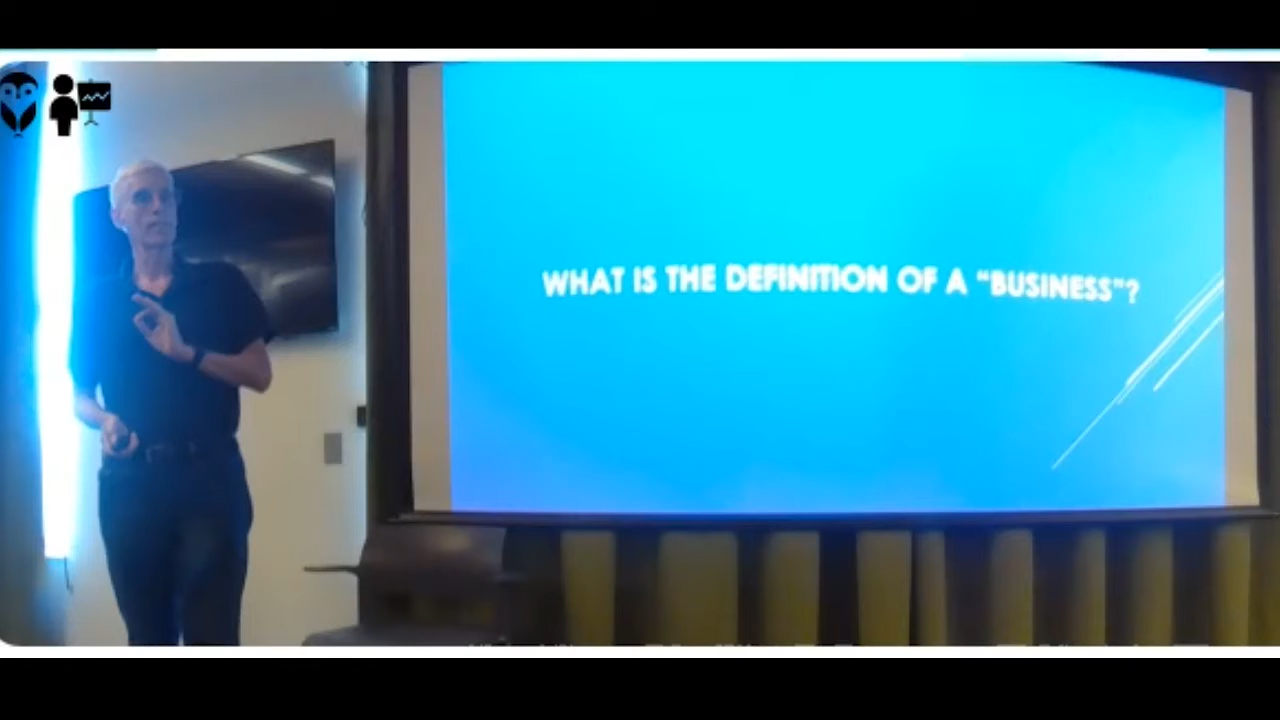 WHAT IS THE DEFINITION OF A “BUSINESS”?